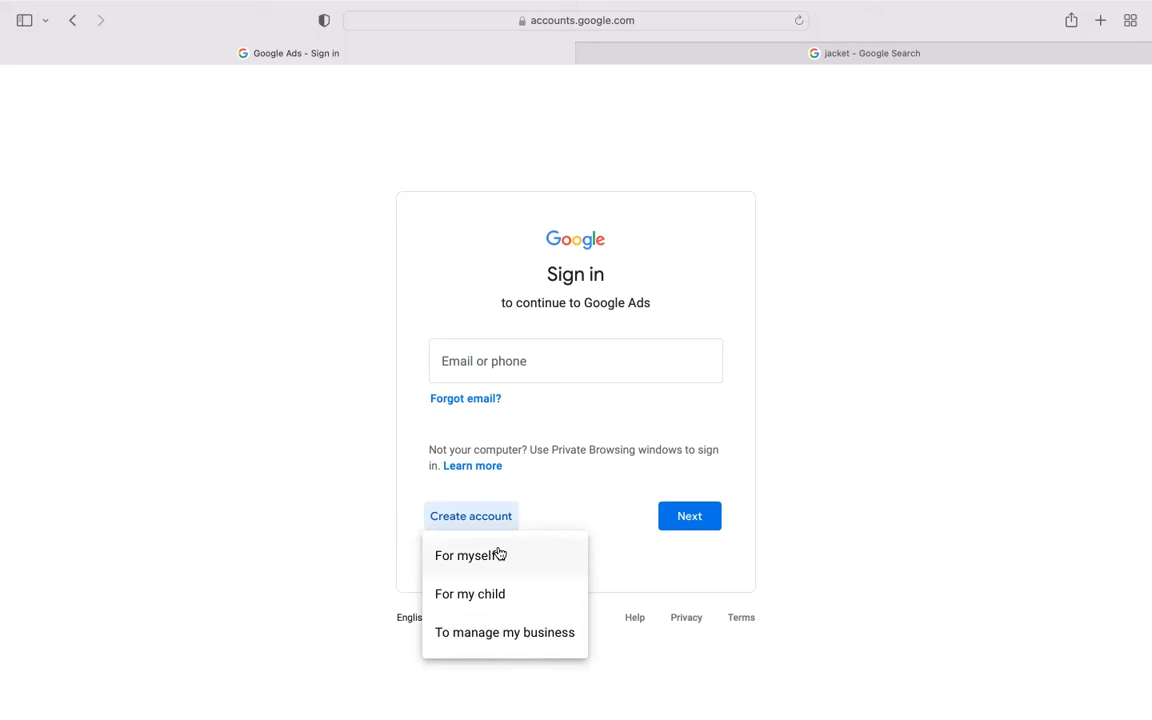 accounts.google.com
Google Ads - Sign in
jacket - Google Search
Google
Sign in
to continue to Google Ads
Email or phone
Forgot email?
Not your computer? Use Private Browsing windows to sign
in. Learn more
Create account
Next
For myself
For my child
Englis
Help
Privacy
Terms
To manage my business